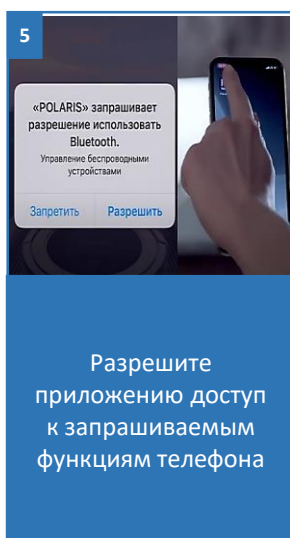 5
«POLARIS» запрашивает
разрешение использовать
Bluetooth.
Управление беспроводными
устройствами
Запретить Разрешить
Разрешите
приложению доступ
к запрашиваемым
функциям телефона